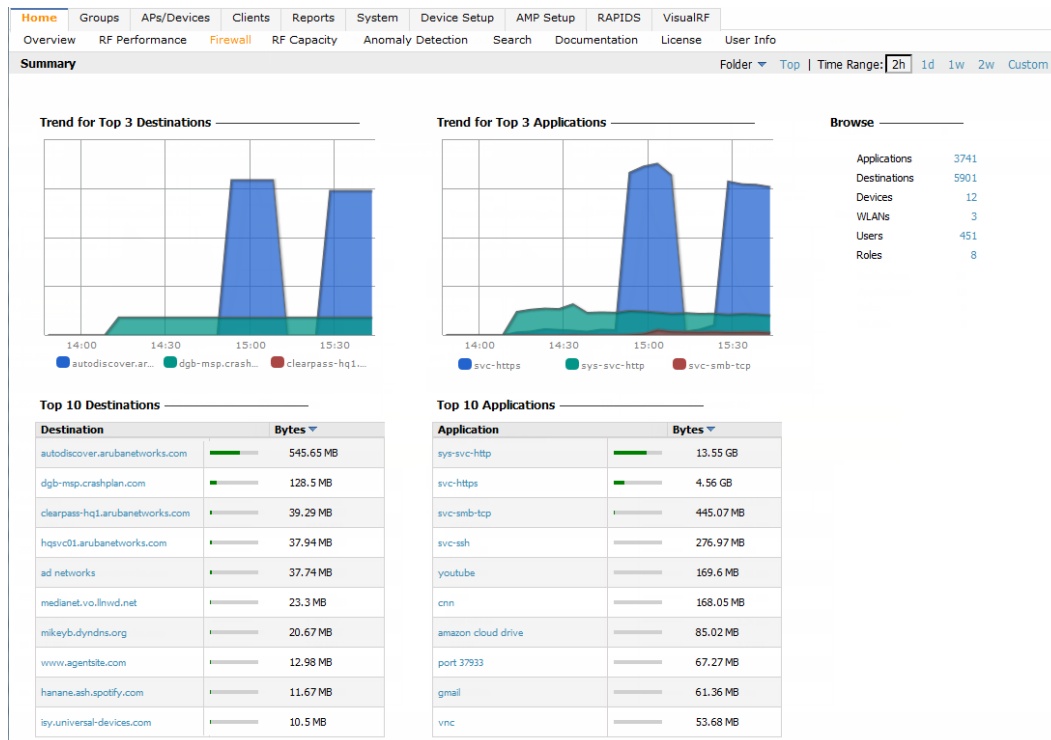 Home Groups APs/Devices Clients Reports System Device Setup AMP Setup RAPIDS VisualRF
Overview RF Performance Firewall RF Capacity Anomaly Detection Search Documentation License User Info
Summary Folder Top | Time Range: 2h 1d 1w 2w Custom
Trend for Top 3 Destinations
14:00 14:30 15:00 15:30
autodiscover.ar... dgb-msp.crash... clearpass-hq1....
Trend for Top 3 Applications
14:00 14:30 15:00 15:30
svc-https sys-svc-http svc-smb-tcp
Browse
Applications 3741
Destinations 5901
Devices 12
WLANs 3
Users 451
Roles 8
Top 10 Destinations
Destination Bytes
autodiscover.arubanetworks.com 545.65 MB
dgb-msp.crashplan.com 128.5 MB
clearpass-hq1.arubanetworks.com 39.29 MB
hqsvc01.arubanetworks.com 37.94 MB
ad networks 37.74 MB
medianet.vo.llnwd.net 23.3 MB
mikeyb.dyndns.org 20.67 MB
www.agentsite.com 12.98 MB
hanane.ash.spotify.com 11.67 MB
isy.universal-devices.com 10.5 MB
Top 10 Applications
Application Bytes
sys-svc-http 13.55 GB
svc-https 4.56 GB
svc-smb-tcp 445.07 MB
svc-ssh 276.97 MB
youtube 169.6 MB
cnn 168.05 MB
amazon cloud drive 85.02 MB
port 37933 67.27 MB
gmail 61.36 MB
vnc 53.68 MB